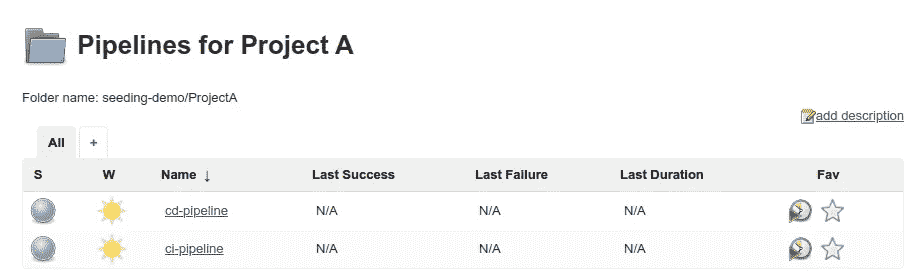 Pipelines for Project A
Folder name: seeding-demo/ProjectA
add description
All +
S W Name ↓ Last Success Last Failure Last Duration Fav
cd-pipeline N/A N/A N/A
ci-pipeline N/A N/A N/A